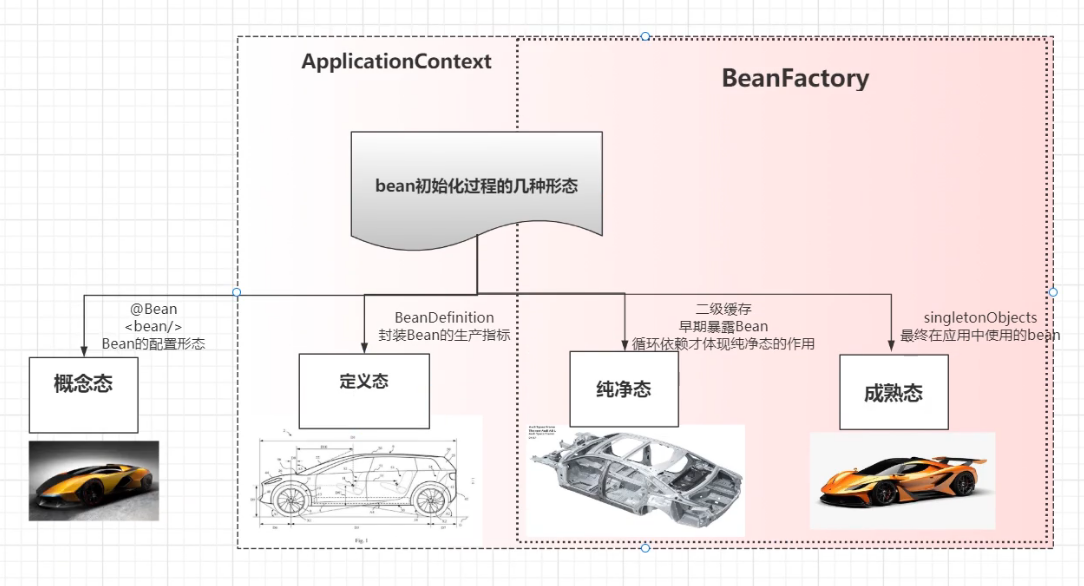 ApplicationContext
BeanFactory
bean初始化过程的几种形态
@Bean
<bean/>
Bean的配置形态
BeanDefinition
封装Bean的生产指标
二级缓存
早期暴露Bean
循环依赖才体现纯净态的作用
singletonObjects
最终在应用中使用的bean
概念态
定义态
纯净态
成熟态
Fig. 1